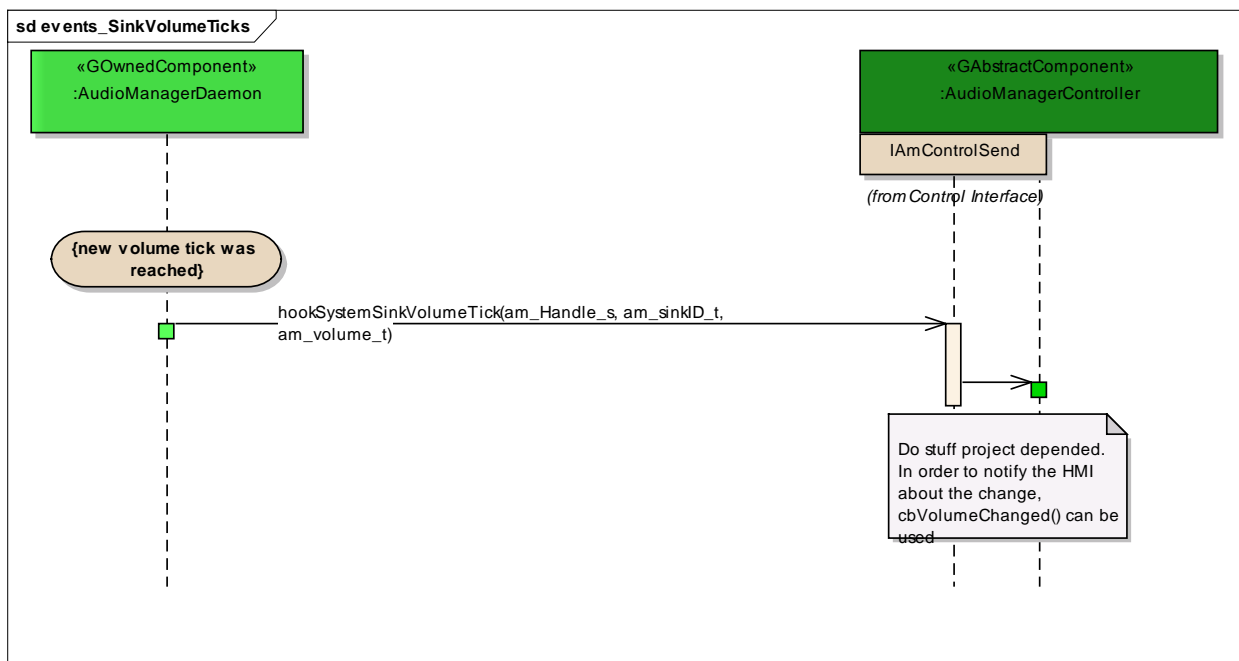 sd events_SinkVolumeTicks
«GOwnedComponent»
:AudioManagerDaemon
«GAbstractComponent»
:AudioManagerController
IAmControlSend
(from Control Interface)
{new volume tick was
reached}
hookSystemSinkVolumeTick(am_Handle_s, am_sinkID_t,
am_volume_t)
Do stuff project depended.
In order to notify the HMI
about the change,
cbVolumeChanged() can be
used